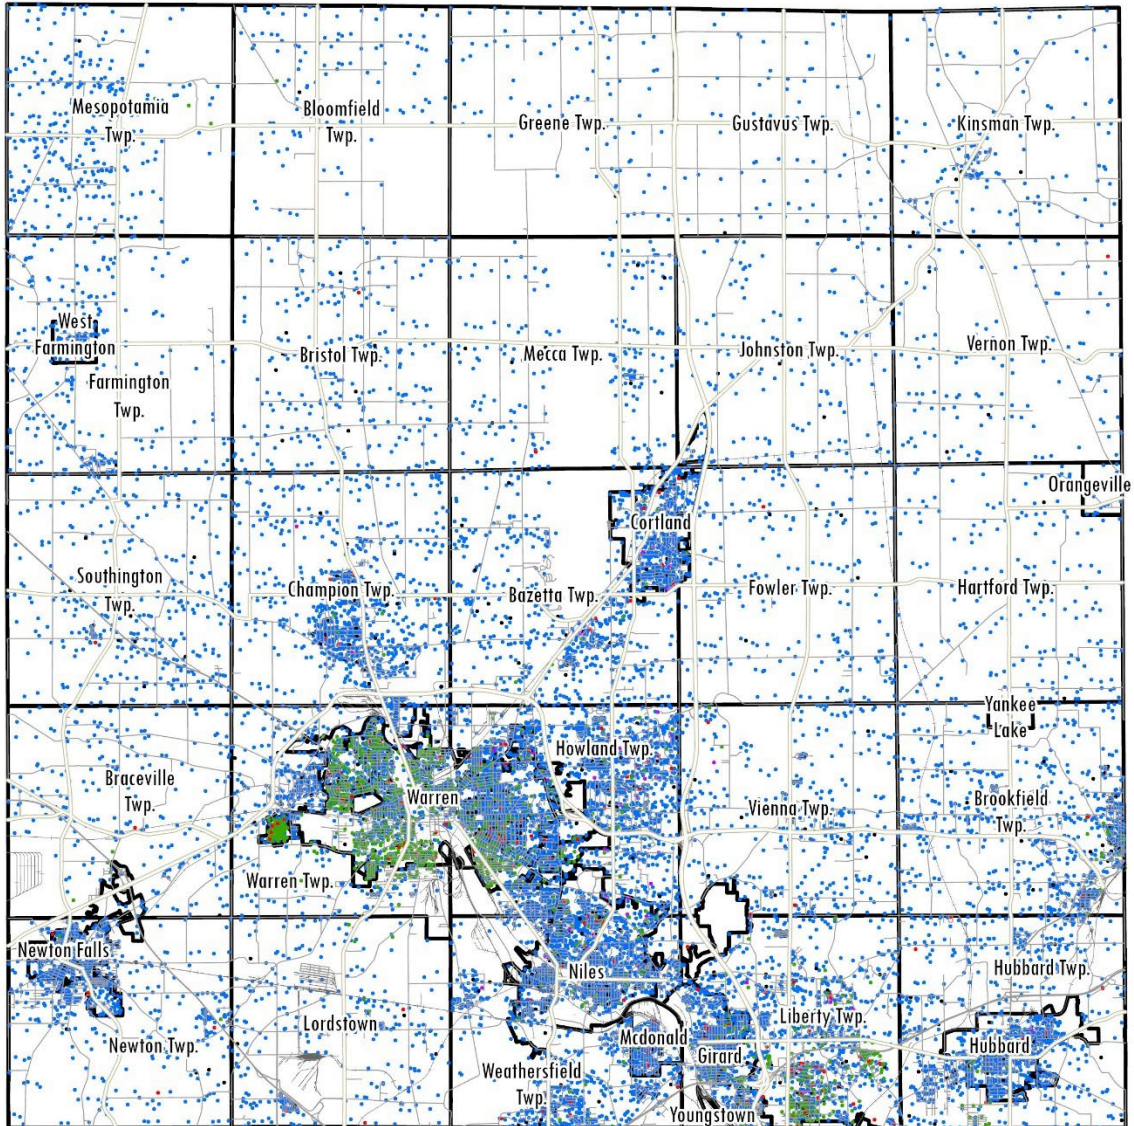 Mesopotamia
Twp.
Bloomfield
Twp.
Greene Twp.
Gustavus Twp.
Kinsman Twp.
West
Farmington
Farmington
Twp.
Bristol Twp.
Mecca Twp.
Johnston Twp.
Vernon Twp.
Orangeville
Cortland
Southington
Twp.
Champion Twp.
Bazetta Twp.
Fowler Twp.
Hartford Twp.
Yankee
Lake
Braceville
Twp.
Warren
Howland Twp.
Vienna Twp.
Brookfield
Twp.
Warren Twp.
Newton Falls
Niles
Hubbard Twp.
Newton Twp.
Lordstown
Weathersfield
Twp.
Mcdonald
Girard
Liberty Twp.
Hubbard
Youngstown